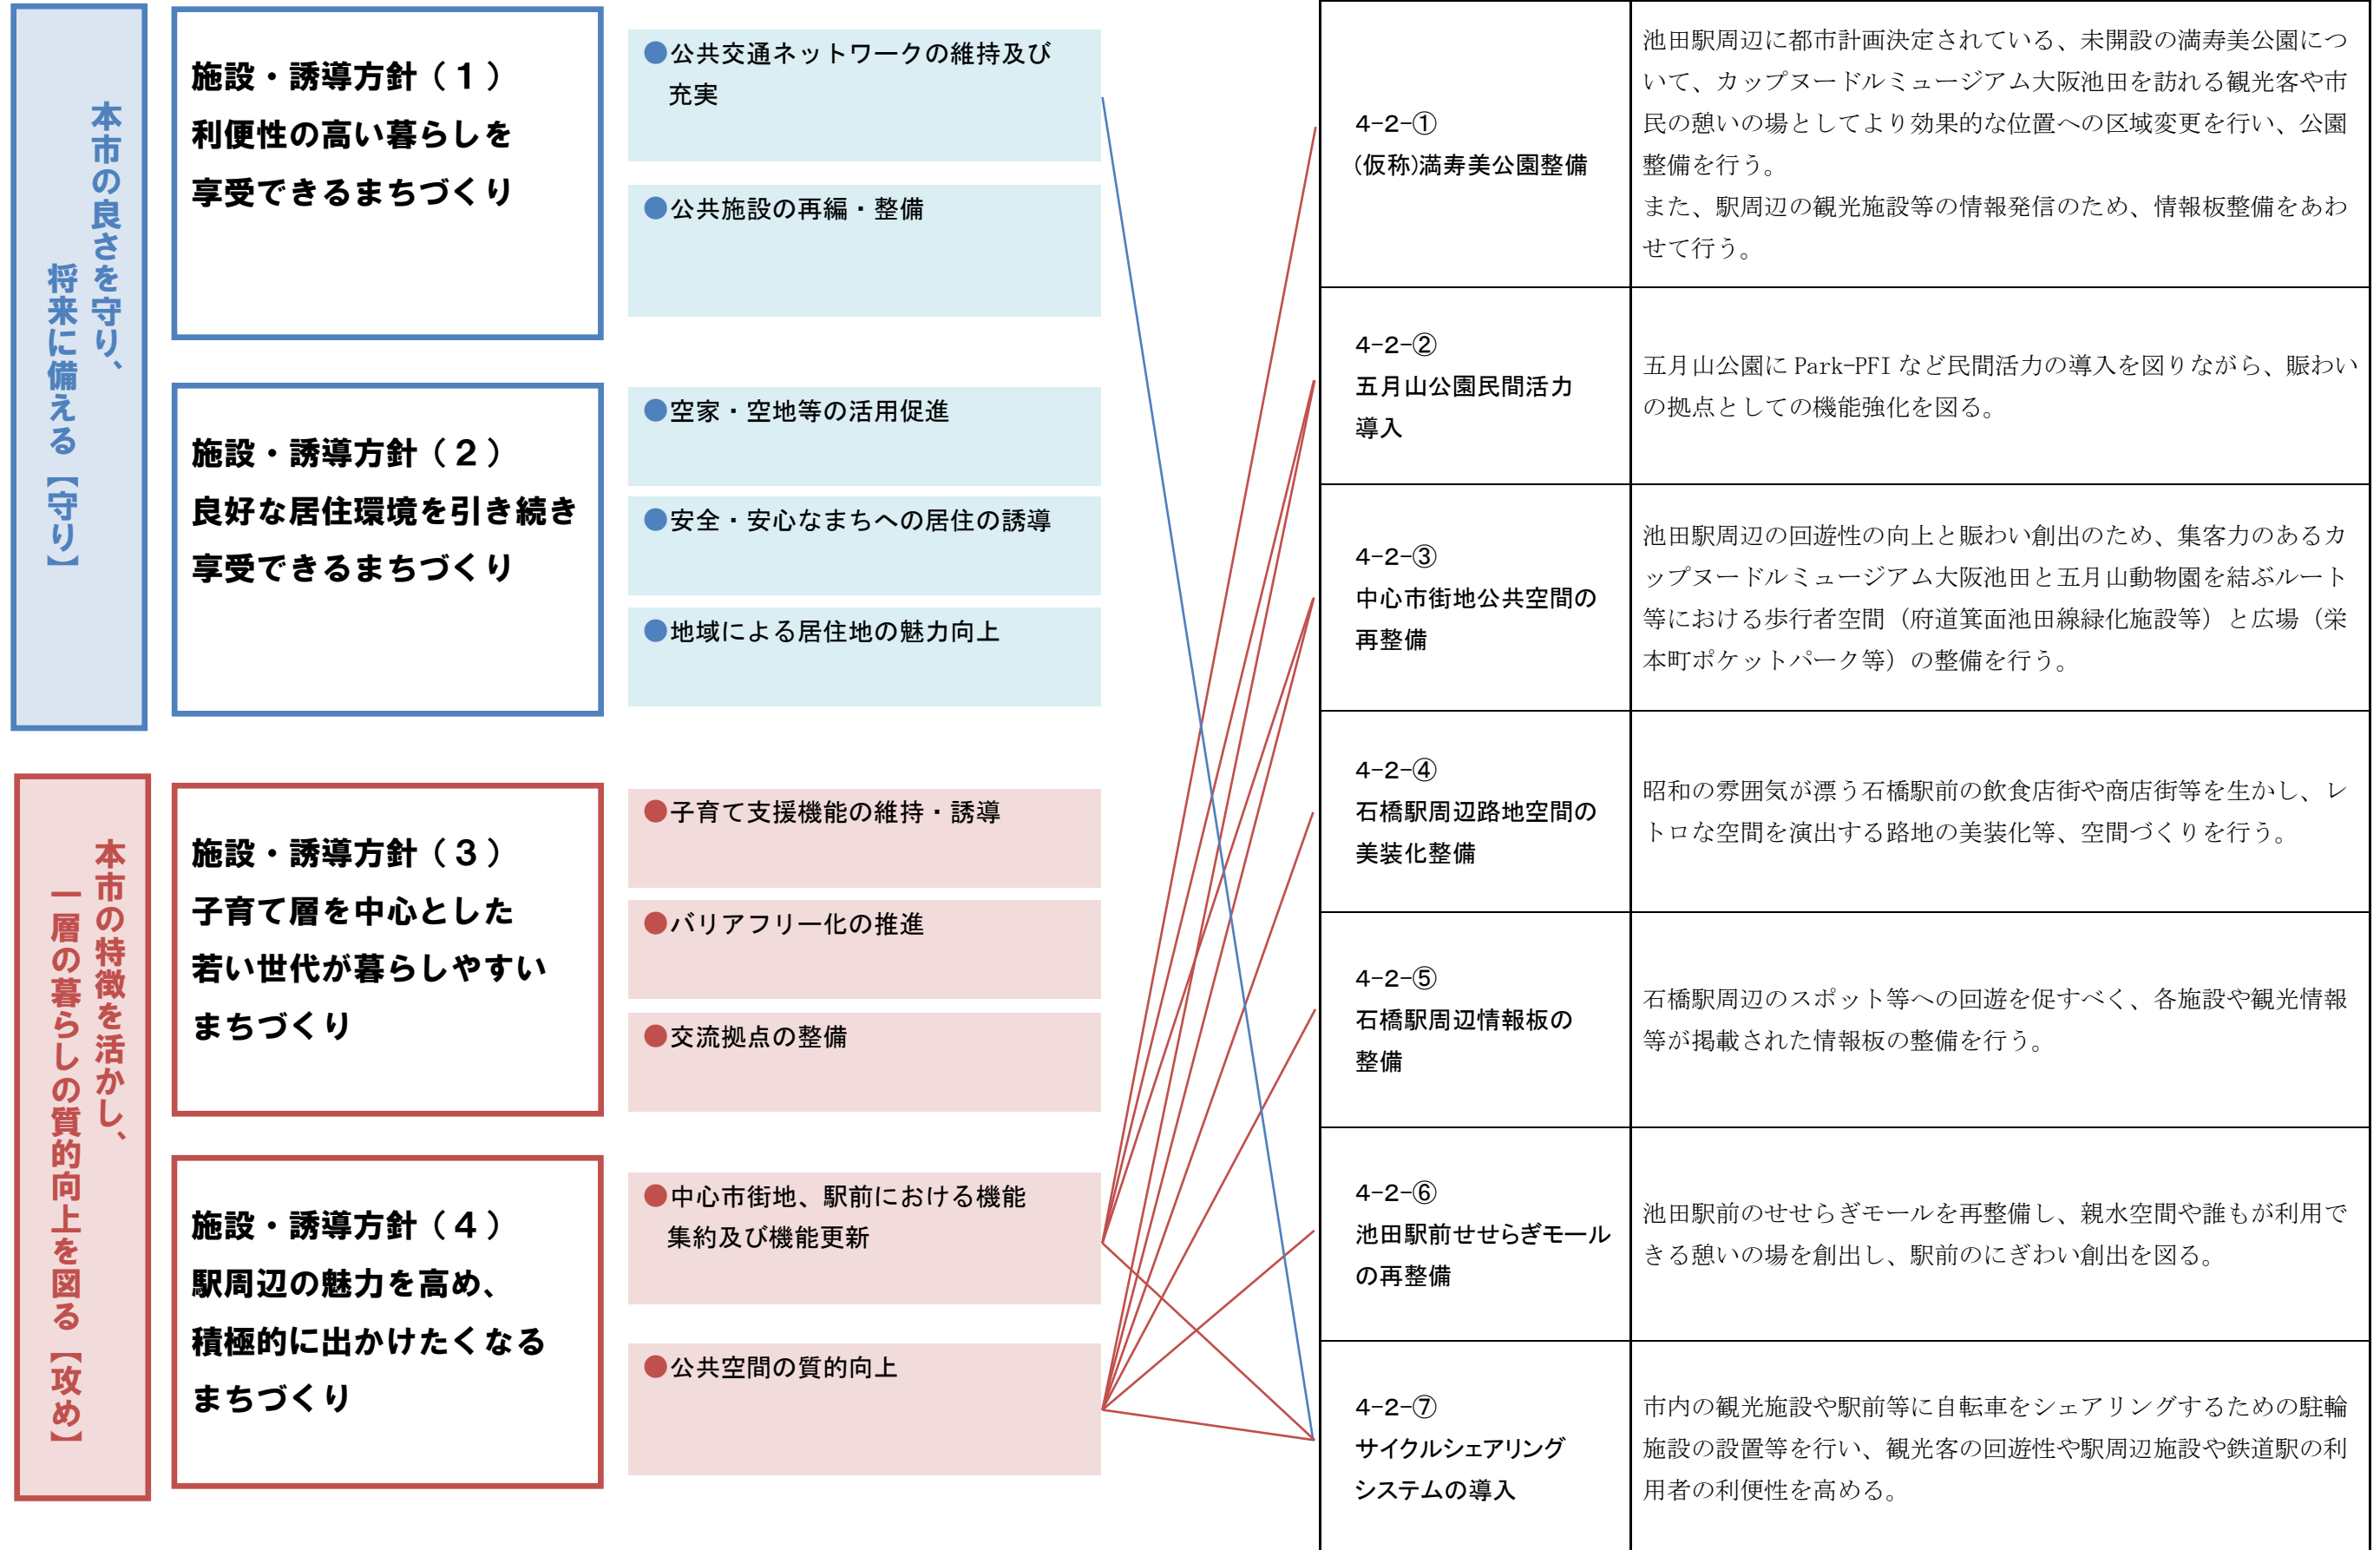 本市の良さを守り、
将来に備える【守り】
施設・誘導方針（１）
利便性の高い暮らしを
享受できるまちづくり
●公共交通ネットワークの維持及び
充実
●公共施設の再編・整備
施設・誘導方針（２）
良好な居住環境を引き続き
享受できるまちづくり
●空家・空地等の活用促進
●安全・安心なまちへの居住の誘導
●地域による居住地の魅力向上
本市の特徴を活かし、
一層の暮らしの質的向上を図る【攻め】
施設・誘導方針（３）
子育て層を中心とした
若い世代が暮らしやすい
まちづくり
●子育て支援機能の維持・誘導
●バリアフリー化の推進
●交流拠点の整備
施設・誘導方針（４）
駅周辺の魅力を高め、
積極的に出かけたくなる
まちづくり
●中心市街地、駅前における機能
集約及び機能更新
●公共空間の質的向上
4-2-①
(仮称)満寿美公園整備
池田駅周辺に都市計画決定されている、未開設の満寿美公園につ
いて、カップヌードルミュージアム大阪池田を訪れる観光客や市
民の憩いの場としてより効果的な位置への区域変更を行い、公園
整備を行う。
また、駅周辺の観光施設等の情報発信のため、情報板整備をあわ
せて行う。
4-2-②
五月山公園民間活力
導入
五月山公園に Park-PFI など民間活力の導入を図りながら、賑わい
の拠点としての機能強化を図る。
4-2-③
中心市街地公共空間の
再整備
池田駅周辺の回遊性の向上と賑わい創出のため、集客力のあるカ
ップヌードルミュージアム大阪池田と五月山動物園を結ぶルート
等における歩行者空間（府道箕面池田線緑化施設等）と広場（栄
本町ポケットパーク等）の整備を行う。
4-2-④
石橋駅周辺路地空間の
美装化整備
昭和の雰囲気が漂う石橋駅前の飲食店街や商店街等を生かし、レ
トロな空間を演出する路地の美装化等、空間づくりを行う。
4-2-⑤
石橋駅周辺情報板の
整備
石橋駅周辺のスポット等への回遊を促すべく、各施設や観光情報
等が掲載された情報板の整備を行う。
4-2-⑥
池田駅前せせらぎモール
の再整備
池田駅前のせせらぎモールを再整備し、親水空間や誰もが利用で
きる憩いの場を創出し、駅前のにぎわい創出を図る。
4-2-⑦
サイクルシェアリング
システムの導入
市内の観光施設や駅前等に自転車をシェアリングするための駐輪
施設の設置等を行い、観光客の回遊性や駅周辺施設や鉄道駅の利
用者の利便性を高める。